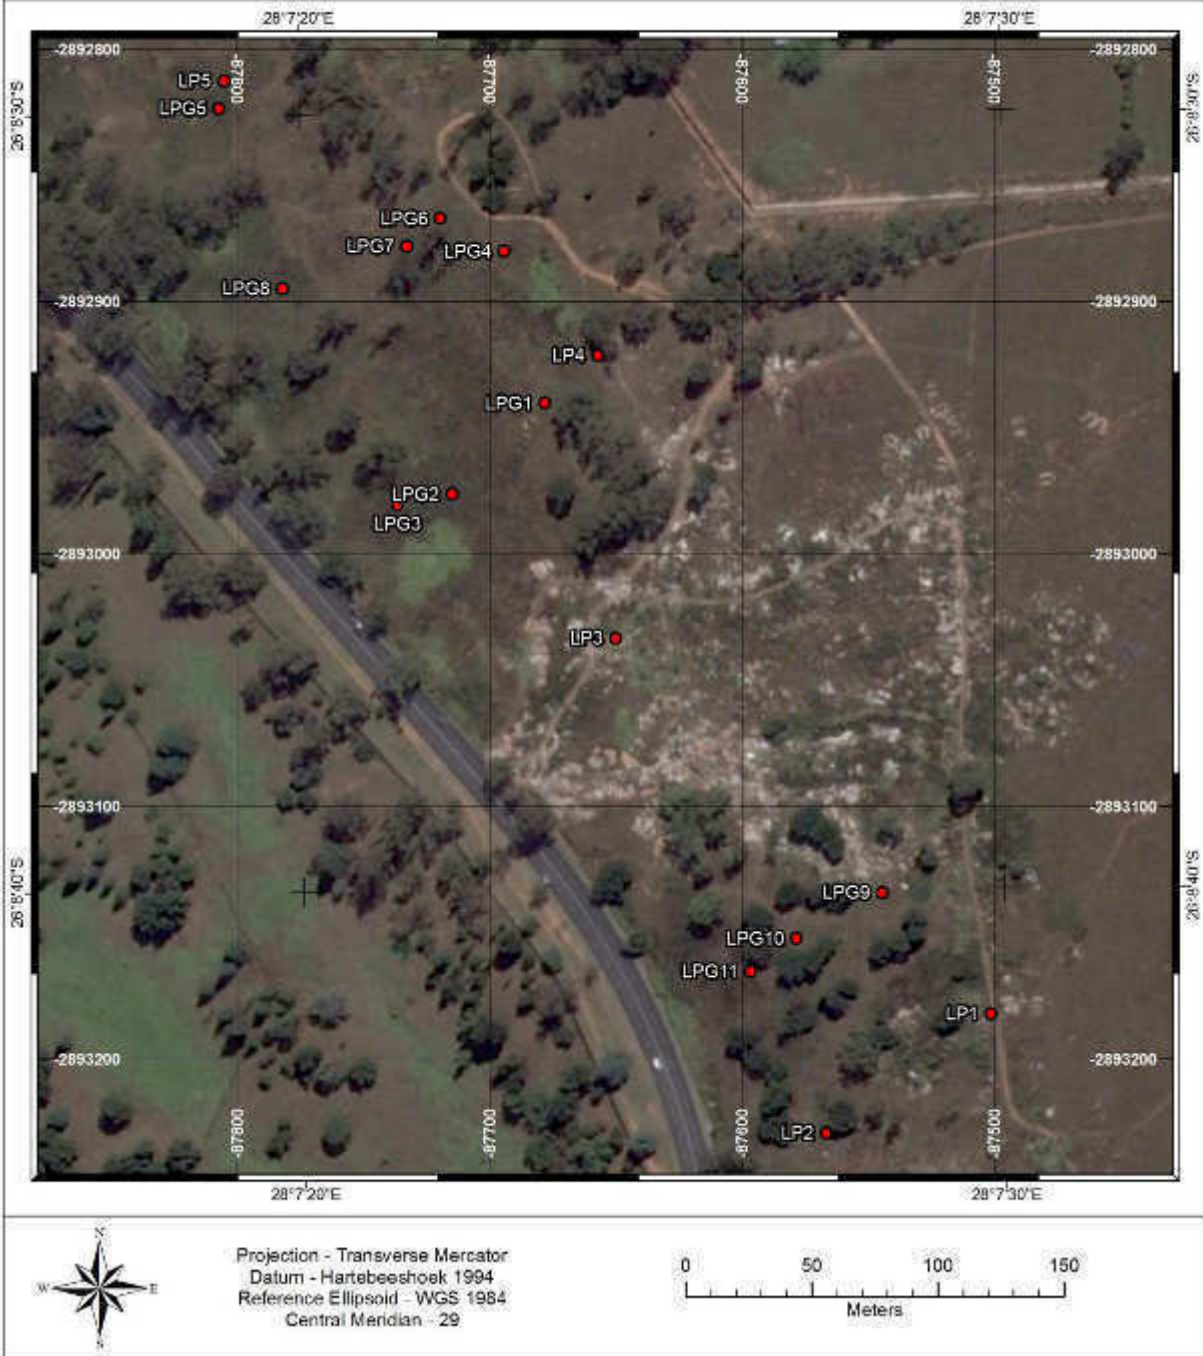 28°7'20"E 28°7'30"E
-2892800 -87800 -87700 -87600 -87500 -2892800
LP5
LPG5
26°8'30"S 26°8'30"S
LPG6
LPG7 LPG4
LPG8
-2892900 -2892900
LP4
LPG1
LPG2
LPG3
-2893000 -2893000
LP3
-2893100 -2893100
26°8'40"S LPG9 26°8'40"S
LPG10
LPG11
LP1
-2893200 -2893200
LP2
-87800 -87700 -87600 -87500
28°7'20"E 28°7'30"E
N
W E
S
Projection - Transverse Mercator
Datum - Hartebeeshoek 1994
Reference Ellipsoid - WGS 1984
Central Meridian - 29
0 50 100 150
Meters